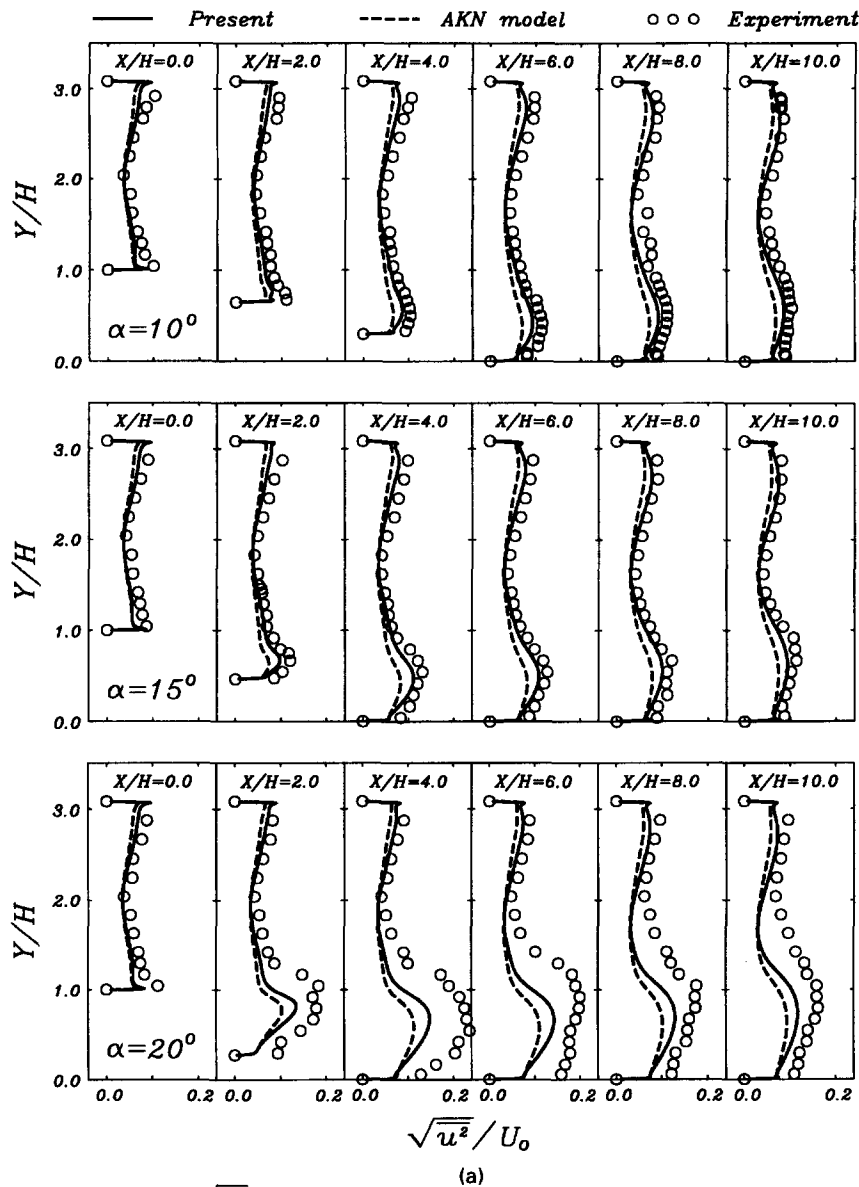 Present AKN model Experiment
X/H=0.0 X/H=2.0 X/H=4.0 X/H=6.0 X/H=8.0 X/H=10.0
3.0
2.0
Y/H
1.0
α=10°
0.0
X/H=0.0 X/H=2.0 X/H=4.0 X/H=6.0 X/H=8.0 X/H=10.0
3.0
2.0
Y/H
1.0
α=15°
0.0
X/H=0.0 X/H=2.0 X/H=4.0 X/H=6.0 X/H=8.0 X/H=10.0
3.0
2.0
Y/H
1.0
α=20°
0.0
0.0 0.2 0.0 0.2 0.0 0.2 0.0 0.2 0.0 0.2 0.0 0.2
√u̅²̅/U₀
(a)